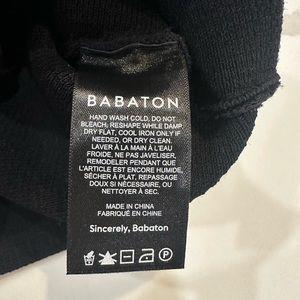 BABATON
HAND WASH COLD, DO NOT
BLEACH, RESHAPE WHILE DAMP
DRY FLAT, COOL IRON ONLY IF
NEEDED, OR DRY CLEAN.
LAVER À LA MAIN À L'EAU
FROIDE, NE PAS JAVELISER,
REMODELER PENDANT QUE
L'ARTICLE EST ENCORE HUMIDE,
SÉCHER À PLAT, REPASSAGE
DOUX SI NÉCESSAIRE, OU
NETTOYER À SEC.
MADE IN CHINA
FABRIQUÉ EN CHINE
Sincerely, Babaton
P